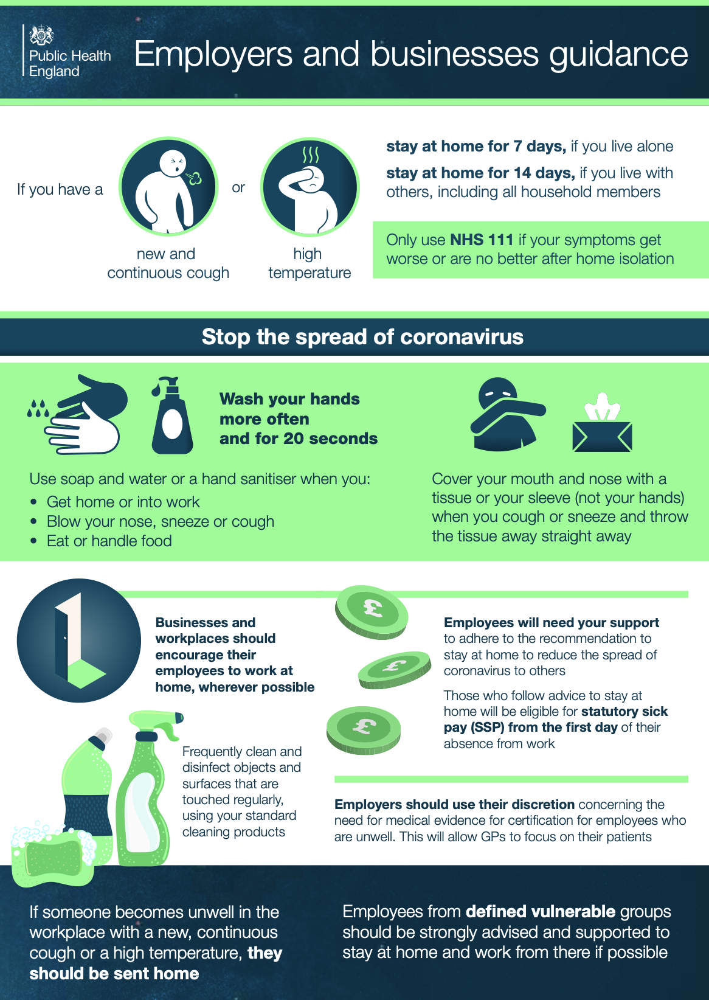 Public Health
England
Employers and businesses guidance
If you have a
new and
continuous cough
or
high
temperature
stay at home for 7 days, if you live alone
stay at home for 14 days, if you live with
others, including all household members
Only use NHS 111 if your symptoms get
worse or are no better after home isolation
Stop the spread of coronavirus
Wash your hands
more often
and for 20 seconds
Use soap and water or a hand sanitiser when you:
• Get home or into work
• Blow your nose, sneeze or cough
• Eat or handle food
Cover your mouth and nose with a
tissue or your sleeve (not your hands)
when you cough or sneeze and throw
the tissue away straight away
Businesses and
workplaces should
encourage their
employees to work at
home, wherever possible
Frequently clean and
disinfect objects and
surfaces that are
touched regularly,
using your standard
cleaning products
£
£
£
Employees will need your support
to adhere to the recommendation to
stay at home to reduce the spread of
coronavirus to others
Those who follow advice to stay at
home will be eligible for statutory sick
pay (SSP) from the first day of their
absence from work
Employers should use their discretion concerning the
need for medical evidence for certification for employees who
are unwell. This will allow GPs to focus on their patients
If someone becomes unwell in the
workplace with a new, continuous
cough or a high temperature, they
should be sent home
Employees from defined vulnerable groups
should be strongly advised and supported to
stay at home and work from there if possible